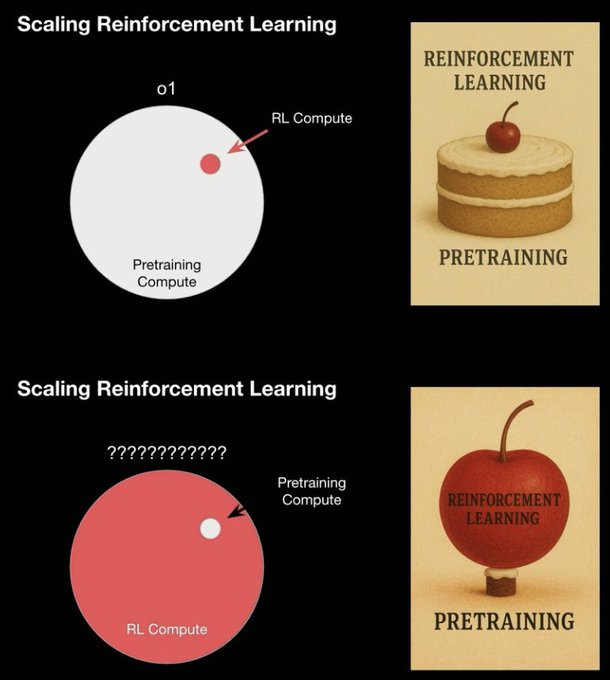 Scaling Reinforcement Learning
o1
RL Compute
Pretraining
Compute
REINFORCEMENT
LEARNING
PRETRAINING
Scaling Reinforcement Learning
????????????
Pretraining
Compute
RL Compute
REINFORCEMENT
LEARNING
PRETRAINING